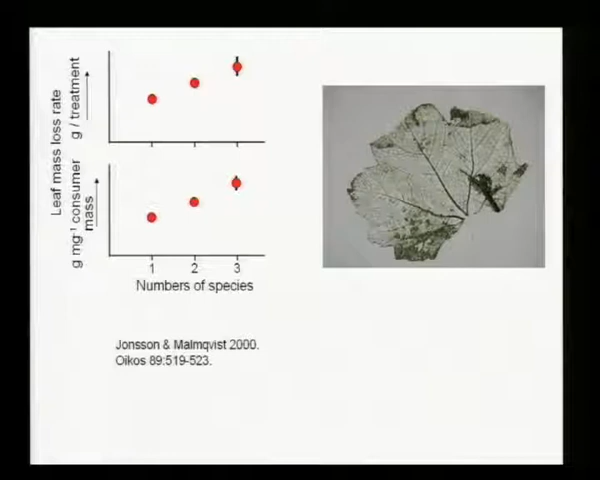 Leaf mass loss rate
g / treatment
g mg⁻¹ consumer
mass
1 2 3
Numbers of species
Jonsson & Malmqvist 2000.
Oikos 89:519-523.